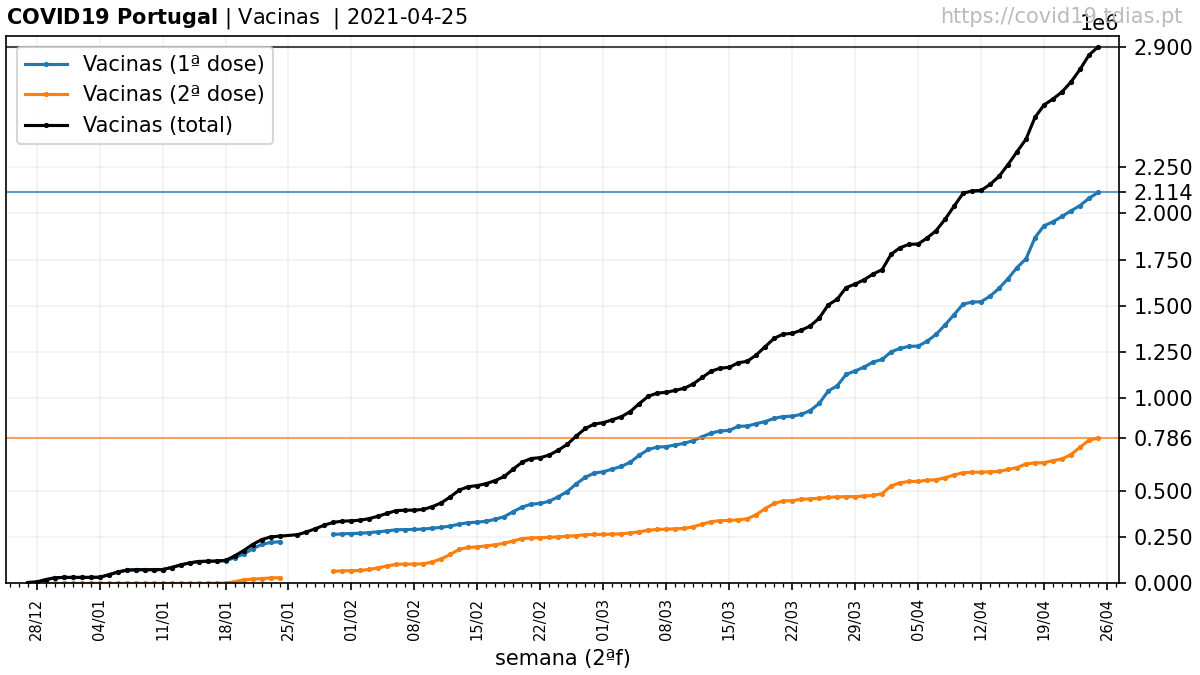 COVID19 Portugal | Vacinas | 2021-04-25
https://covid19.tdias.pt
1e6
Vacinas (1ª dose)
Vacinas (2ª dose)
Vacinas (total)
2.900
2.250
2.114
2.000
1.750
1.500
1.250
1.000
0.786
0.500
0.250
0.000
28/12 04/01 11/01 18/01 25/01 01/02 08/02 15/02 22/02 01/03 08/03 15/03 22/03 29/03 05/04 12/04 19/04 26/04
semana (2ªf)